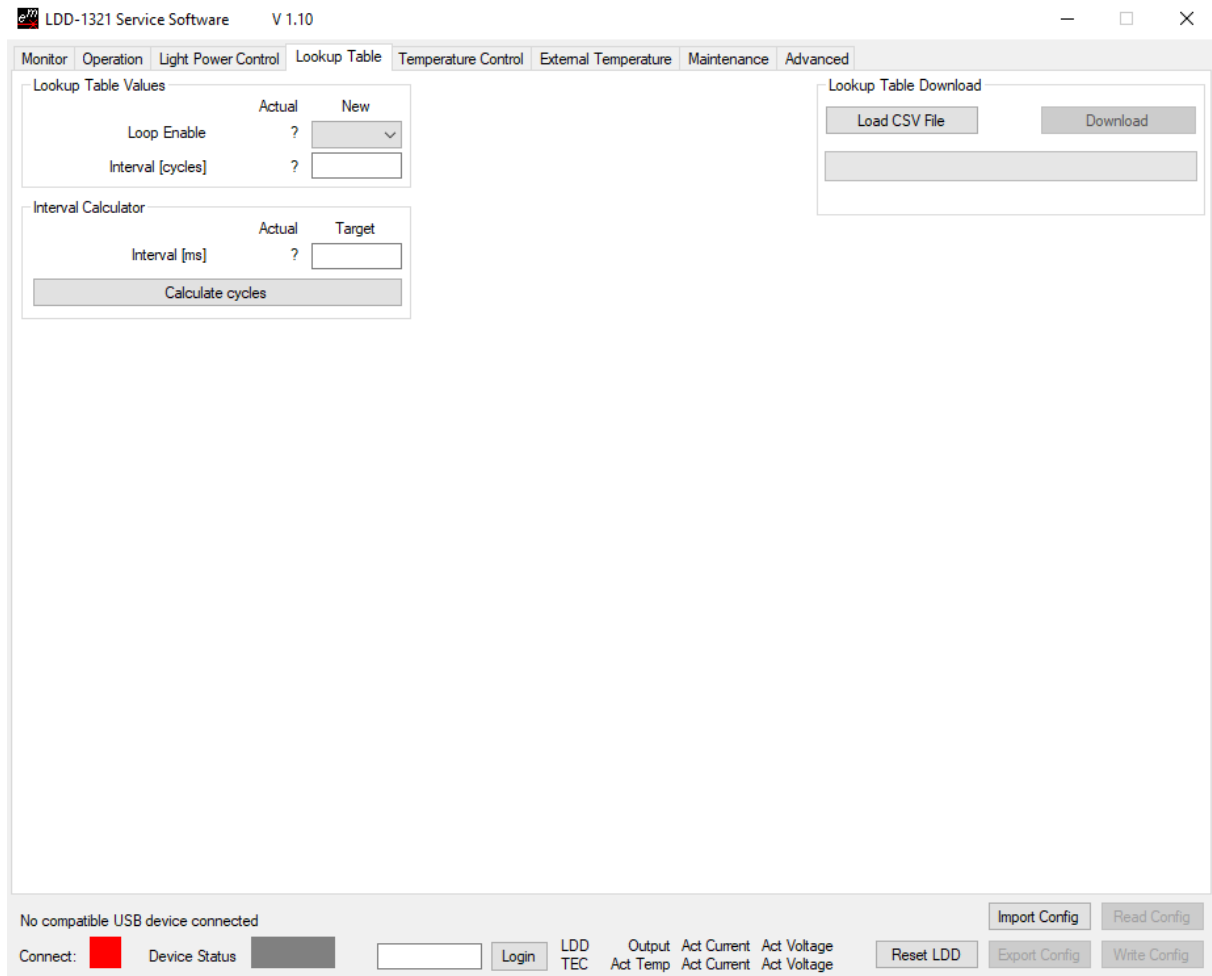 em LDD-1321 Service Software V 1.10
Monitor Operation Light Power Control Lookup Table Temperature Control External Temperature Maintenance Advanced
Lookup Table Values
Actual New
Loop Enable ?
Interval [cycles] ?
Interval Calculator
Actual Target
Interval [ms] ?
Calculate cycles
Lookup Table Download
Load CSV File Download
No compatible USB device connected
Connect: Device Status Login
LDD Output Act Current Act Voltage
TEC Act Temp Act Current Act Voltage
Reset LDD
Import Config Read Config
Export Config Write Config